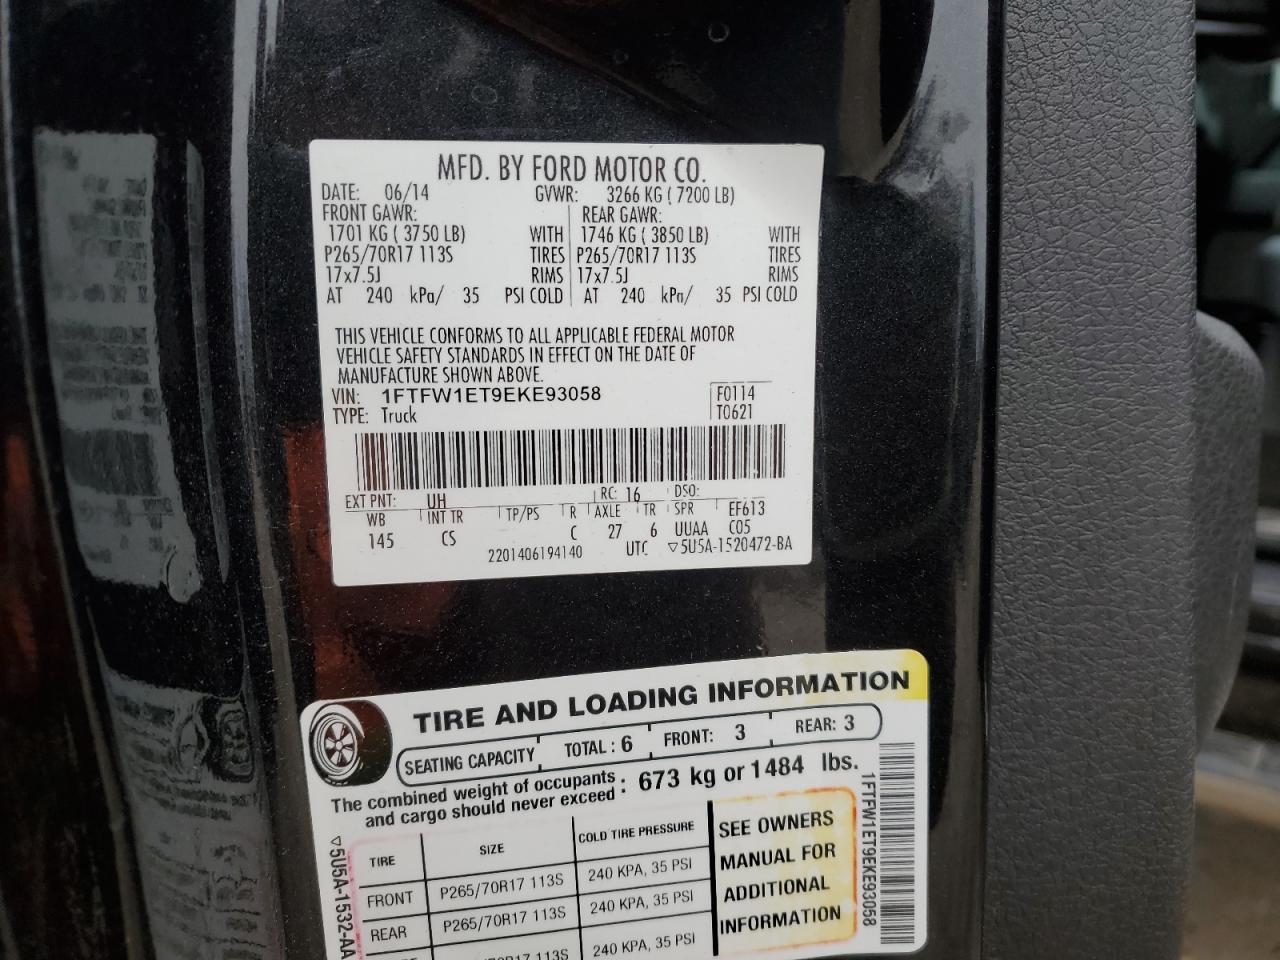 MFD. BY FORD MOTOR CO.
DATE: 06/14 GVWR: 3266 KG ( 7200 LB)
FRONT GAWR: REAR GAWR:
1701 KG ( 3750 LB) WITH 1746 KG ( 3850 LB) WITH
P265/70R17 113S TIRES P265/70R17 113S TIRES
17x7.5J RIMS 17x7.5J RIMS
AT 240 kPa/ 35 PSI COLD AT 240 kPa/ 35 PSI COLD
THIS VEHICLE CONFORMS TO ALL APPLICABLE FEDERAL MOTOR
VEHICLE SAFETY STANDARDS IN EFFECT ON THE DATE OF
MANUFACTURE SHOWN ABOVE.
VIN: 1FTFW1ET9EKE93058 F0114
TYPE: Truck T0621
EXT PNT: UH RC: 16 DSO:
WB INT TR TP/PS R AXLE TR SPR EF613
145 CS C 27 6 UUAA C05
2201406194140 UTC ▽5U5A-1520472-BA
TIRE AND LOADING INFORMATION
SEATING CAPACITY TOTAL : 6 FRONT: 3 REAR: 3
The combined weight of occupants
and cargo should never exceed : 673 kg or 1484 lbs.
TIRE SIZE COLD TIRE PRESSURE
FRONT P265/70R17 113S 240 KPA, 35 PSI
REAR P265/70R17 113S 240 KPA, 35 PSI
113S 240 KPA, 35 PSI
SEE OWNERS
MANUAL FOR
ADDITIONAL
INFORMATION
▽5U5A-1532-AA
1FTFW1ET9EKE93058